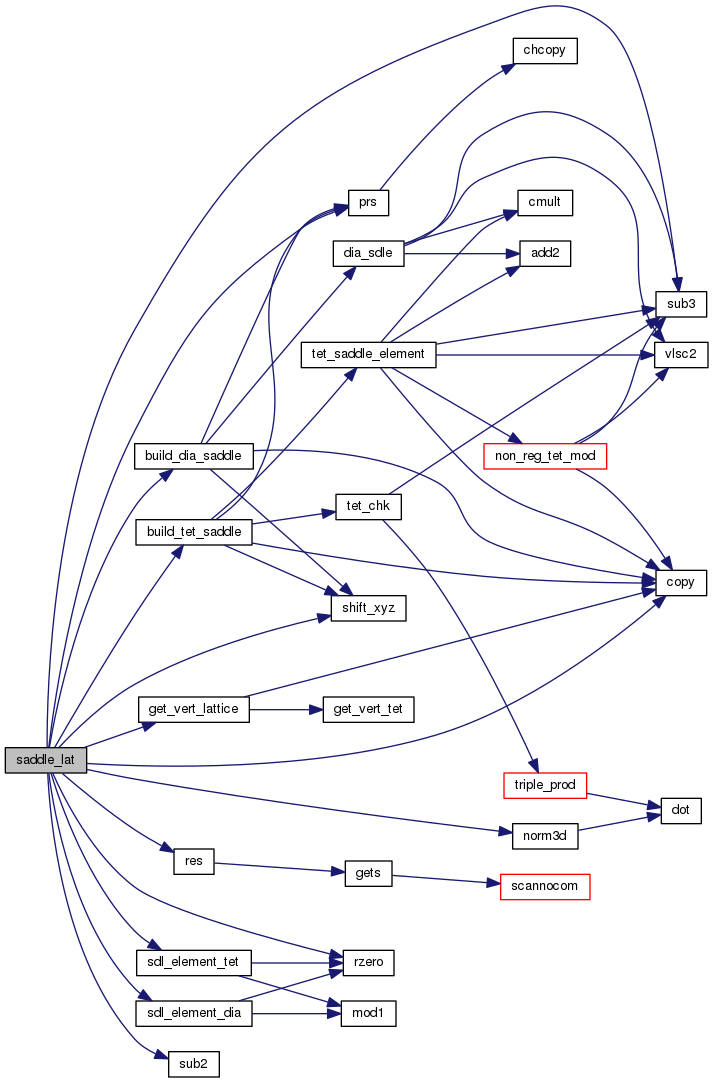 chcopy
prs
cmult
dia_sdle
add2
sub3
tet_saddle_element
vlsc2
build_dia_saddle
non_reg_tet_mod
tet_chk
build_tet_saddle
copy
shift_xyz
get_vert_lattice
get_vert_tet
saddle_lat
triple_prod
dot
norm3d
res
gets
scannocom
sdl_element_tet
rzero
sdl_element_dia
mod1
sub2